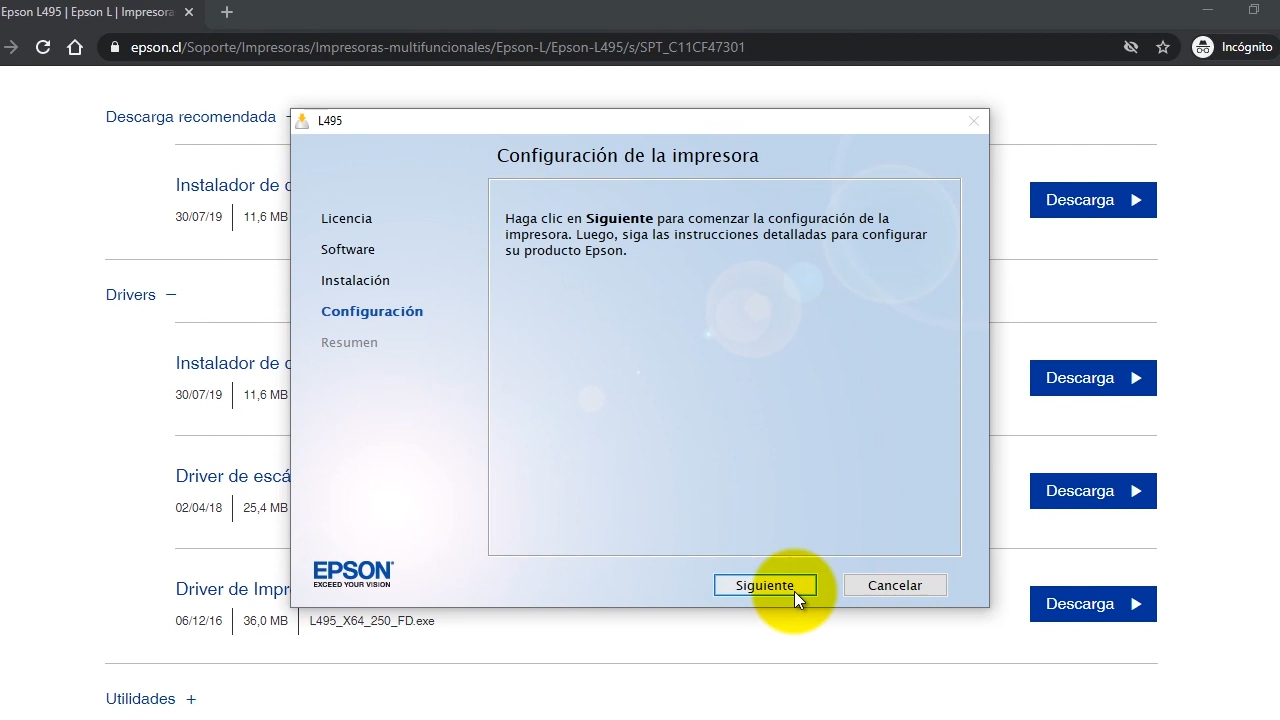 Epson L495 | Epson L | Impresora
epson.cl/Soporte/Impresoras/Impresoras-multifuncionales/Epson-L/Epson-L495/s/SPT_C11CF47301
Incógnito
Descarga recomendada
Instalador de
30/07/19 11,6 MB
Descarga
Drivers
Instalador de
30/07/19 11,6 MB
Descarga
Driver de
02/04/18 25,4 MB
Descarga
Driver de
06/12/16 36,0 MB L495_X64_250_FD.exe
Descarga
Utilidades +
L495
Configuración de la impresora
Licencia
Software
Instalación
Configuración
Resumen
Haga clic en Siguiente para comenzar la configuración de la
impresora. Luego, siga las instrucciones detalladas para configurar
su producto Epson.
EPSON
EXCEED YOUR VISION
Siguiente
Cancelar